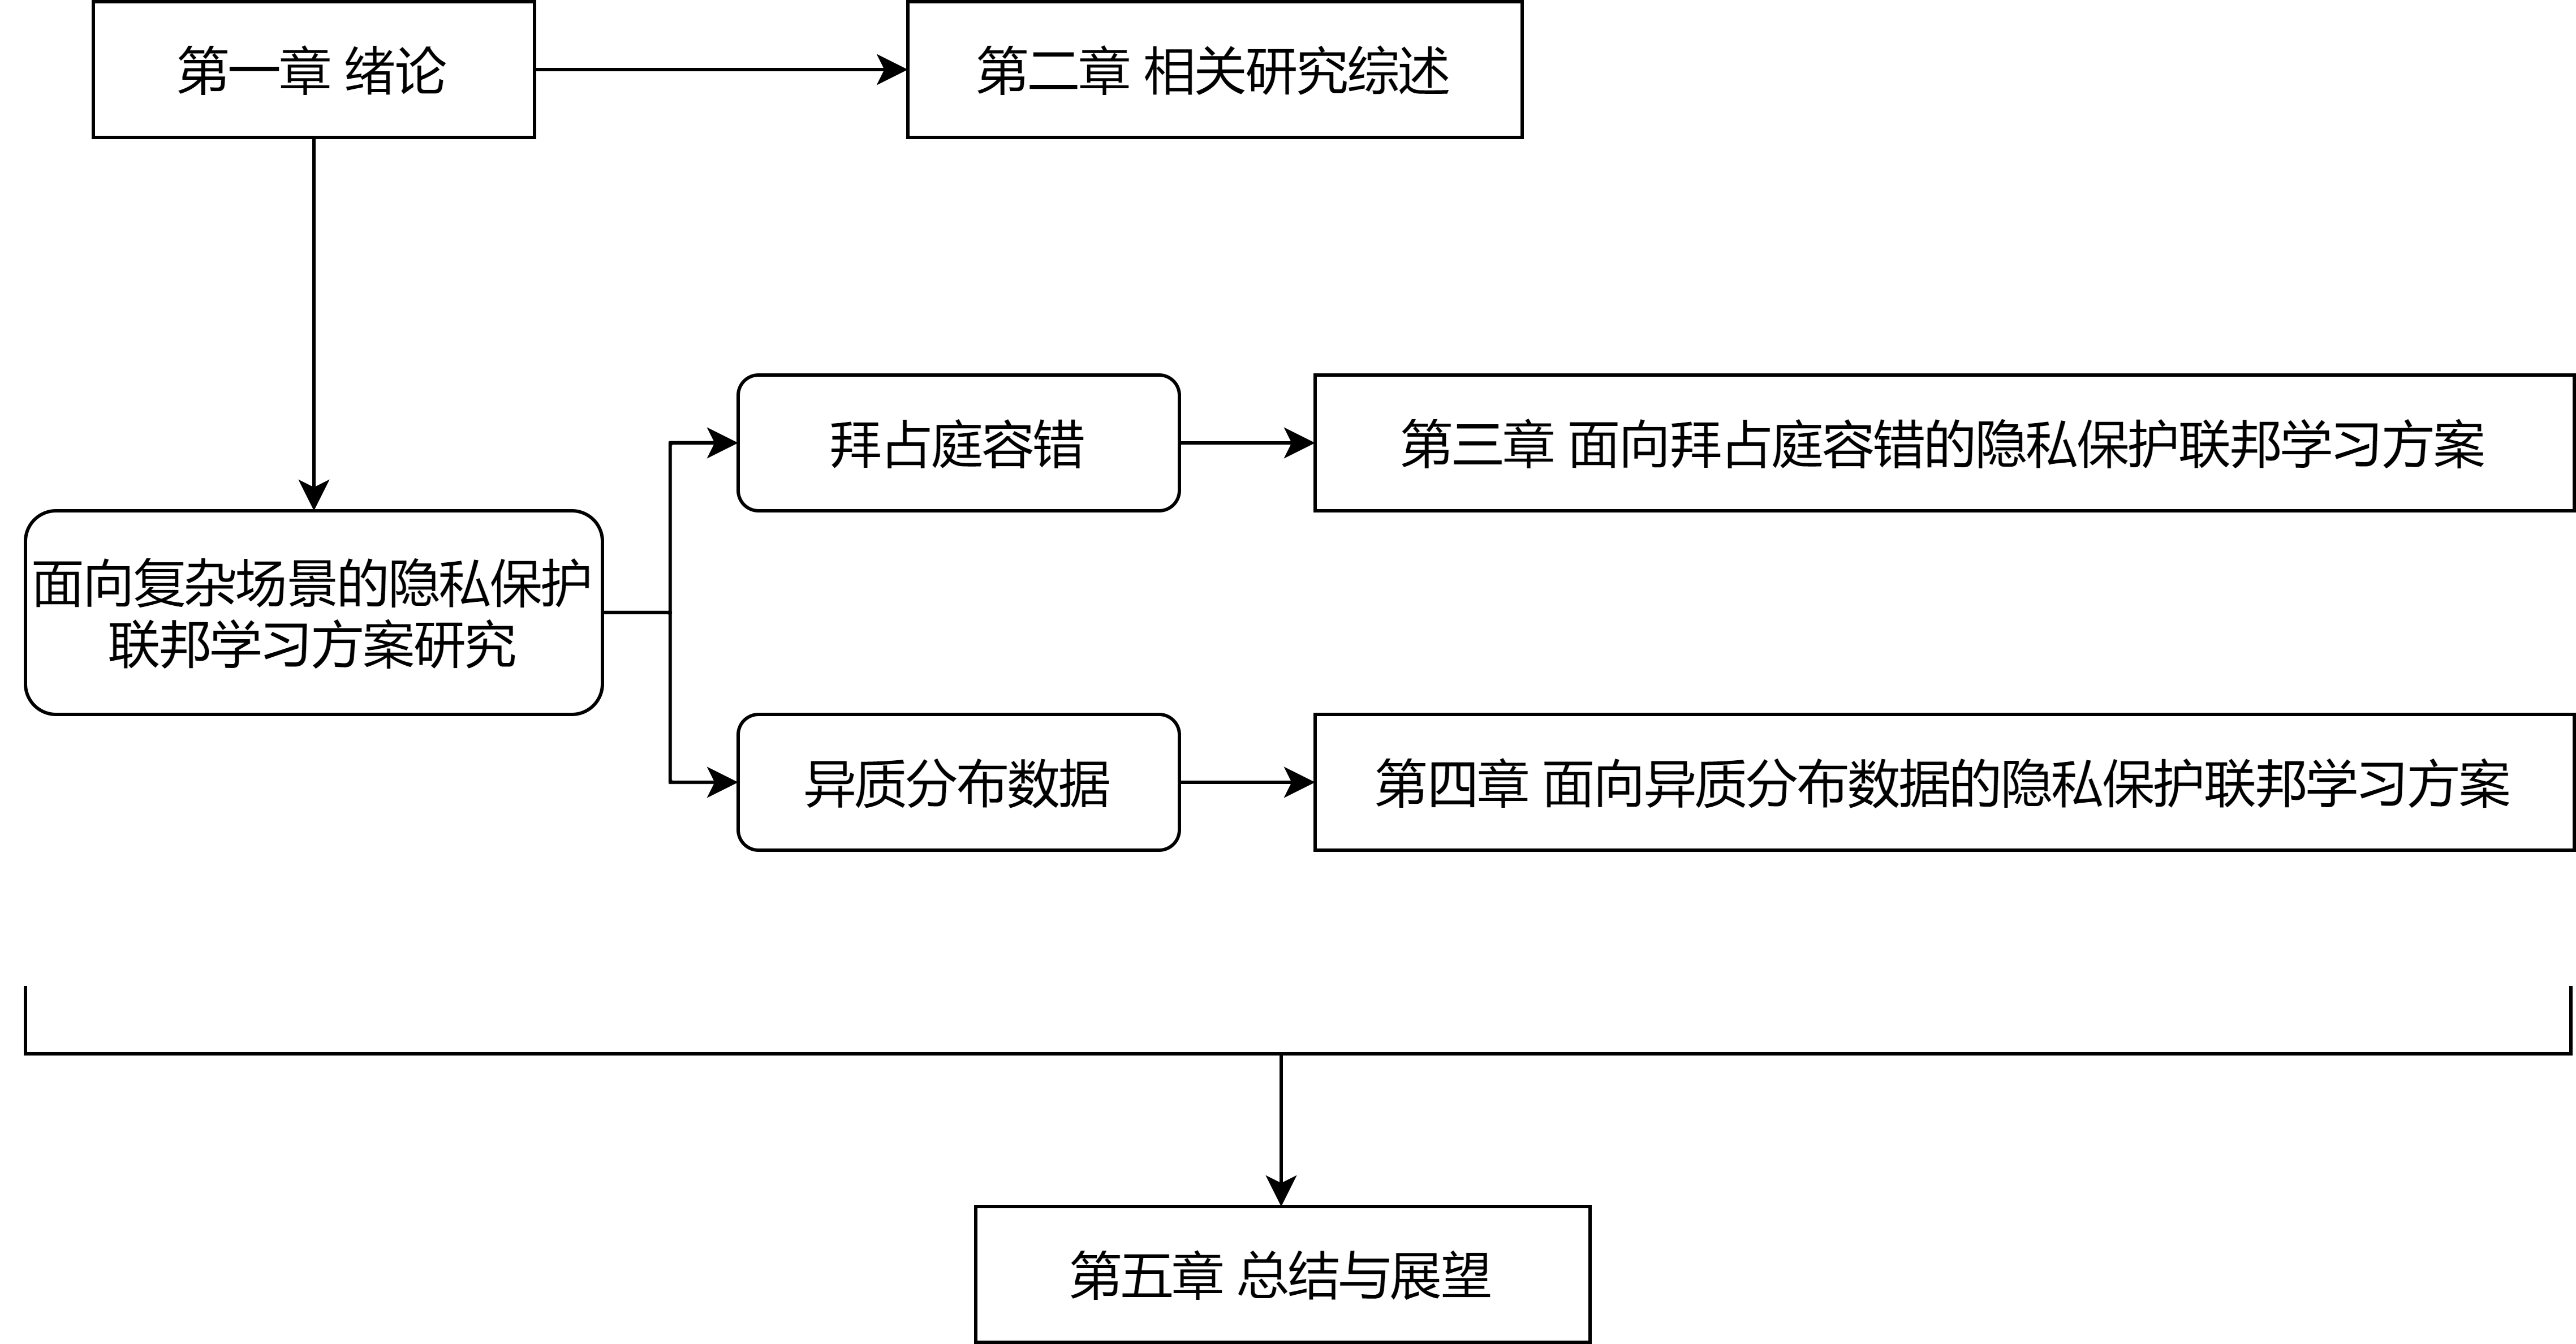 第一章 绪论
第二章 相关研究综述
拜占庭容错
第三章 面向拜占庭容错的隐私保护联邦学习方案
面向复杂场景的隐私保护
联邦学习方案研究
异质分布数据
第四章 面向异质分布数据的隐私保护联邦学习方案
第五章 总结与展望